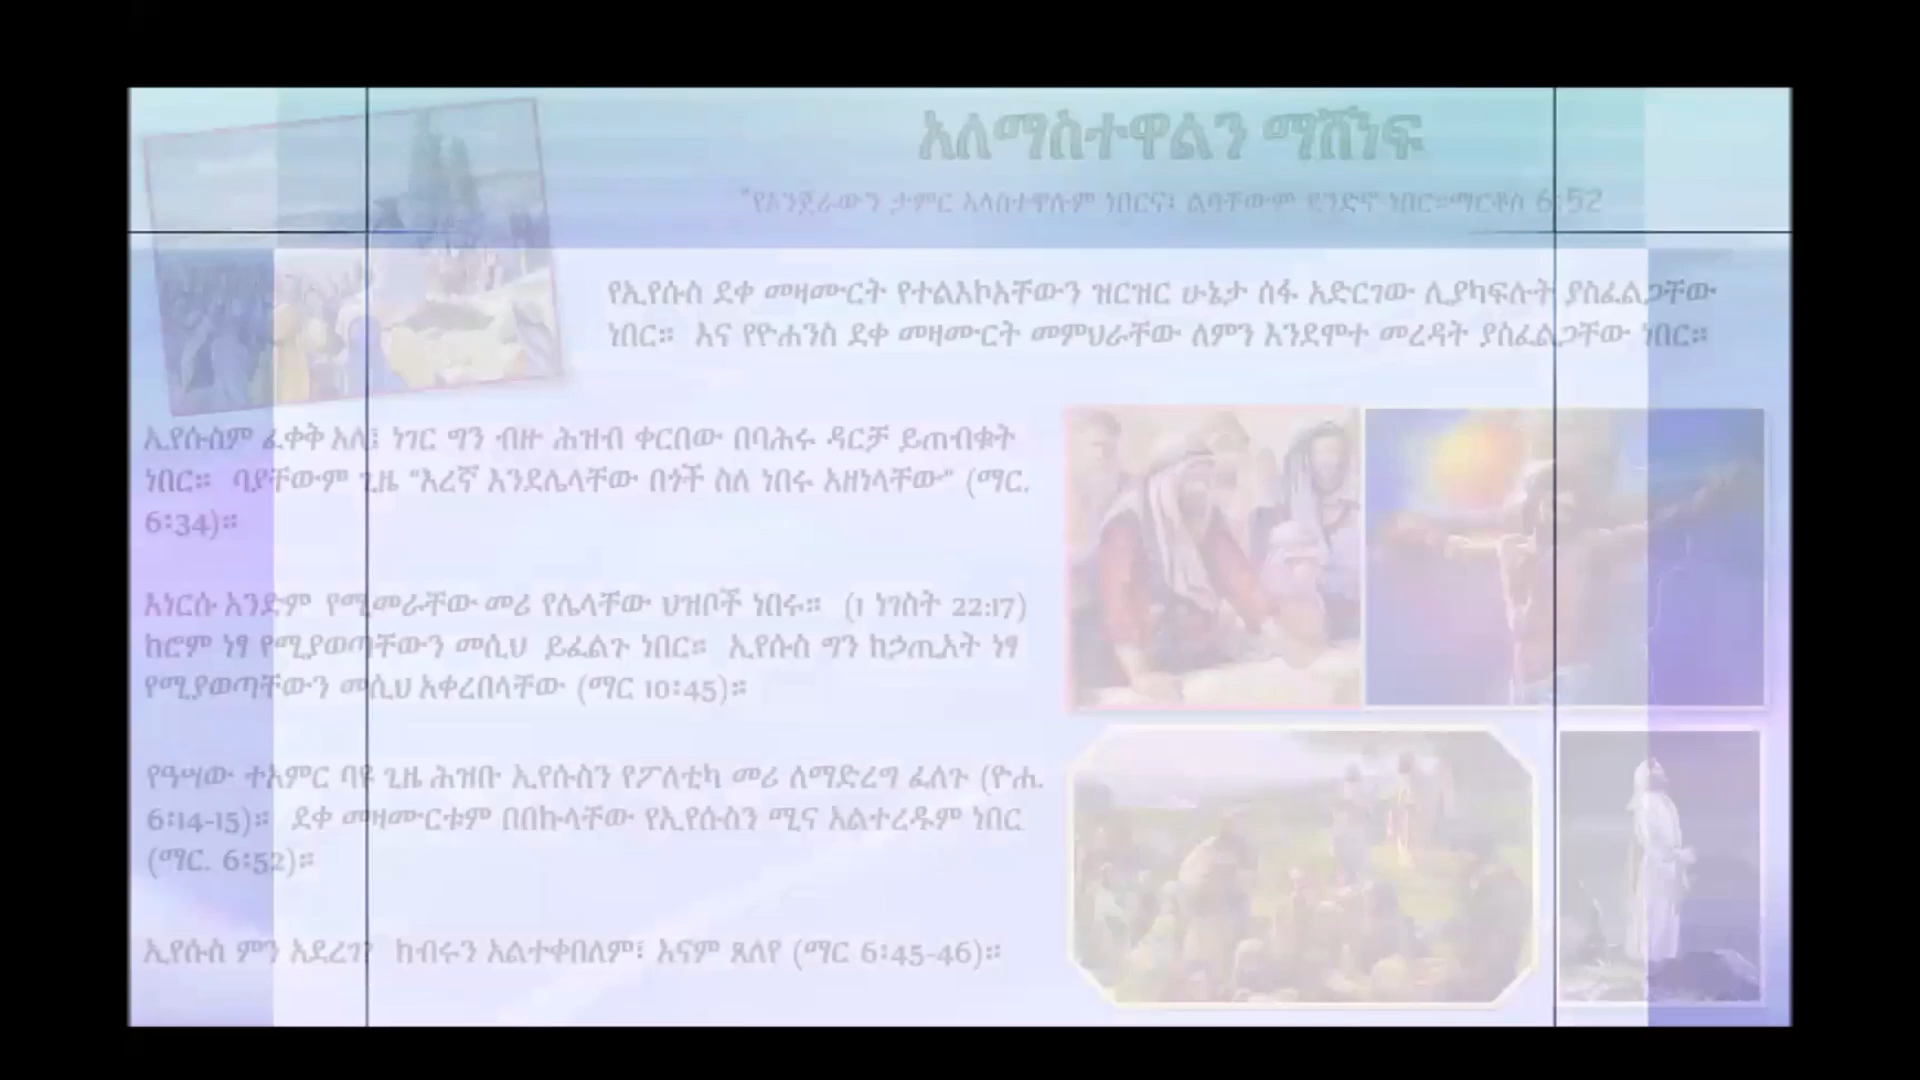 አለማስተዋልን ማሸነፍ
"የእንጀራውን ታምር አላስተዋሉም ነበርና፤ ልባቸውም ደንድኖ ነበር።ማርቆስ 6:52
የኢየሱስ ደቀ መዛሙርት የተልእኮአቸውን ዝርዝር ሁኔታ ሰፋ አድርገው ሊያካፍሉት ያስፈልጋቸው
ነበር። እና የዮሐንስ ደቀ መዛሙርት መምህራቸው ለምን እንደሞተ መረዳት ያስፈልጋቸው ነበር።
ኢየሱስም ፈቀቅ አለ፤ ነገር ግን ብዙ ሕዝብ ቀርበው በባሕሩ ዳርቻ ይጠብቁት
ነበር። ባያቸውም ጊዜ “እረኛ እንደሌላቸው በጎች ስለ ነበሩ አዘነላቸው” (ማር.
6፡34)።
እነርሱ አንድም የሚመራቸው መሪ የሌላቸው ህዝቦች ነበሩ። (1 ነገስት 22:17)
ከሮም ነፃ የሚያወጣቸውን መሲህ ይፈልጉ ነበር። ኢየሱስ ግን ከኃጢአት ነፃ
የሚያወጣቸውን መሲህ አቀረበላቸው (ማር 10፡45)።
የዓሣው ተአምር ባዩ ጊዜ ሕዝቡ ኢየሱስን የፖለቲካ መሪ ለማድረግ ፈለጉ (ዮሐ.
6፡14-15)። ደቀ መዛሙርቱም በበኩላቸው የኢየሱስን ሚና አልተረዱም ነበር
(ማር. 6፡52)።
ኢየሱስ ምን አደረገ? ክብሩን አልተቀበለም፣ እናም ጸለየ (ማር 6፡45-46)።